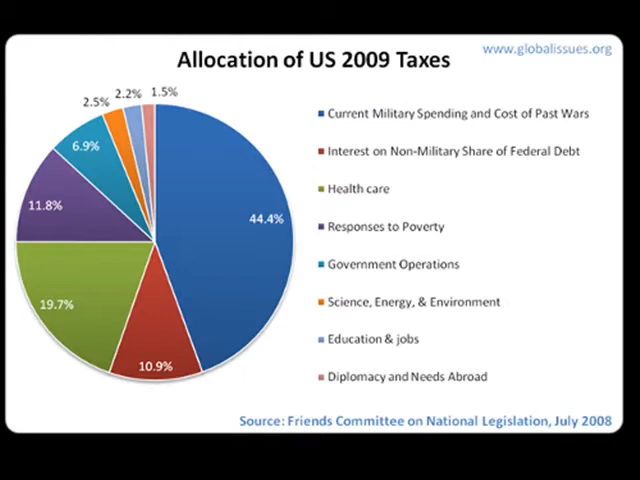 www.globalissues.org
Allocation of US 2009 Taxes
1.5%
2.2%
2.5%
6.9%
11.8%
44.4%
19.7%
10.9%
Current Military Spending and Cost of Past Wars
Interest on Non-Military Share of Federal Debt
Health care
Responses to Poverty
Government Operations
Science, Energy, & Environment
Education & jobs
Diplomacy and Needs Abroad
Source: Friends Committee on National Legislation, July 2008